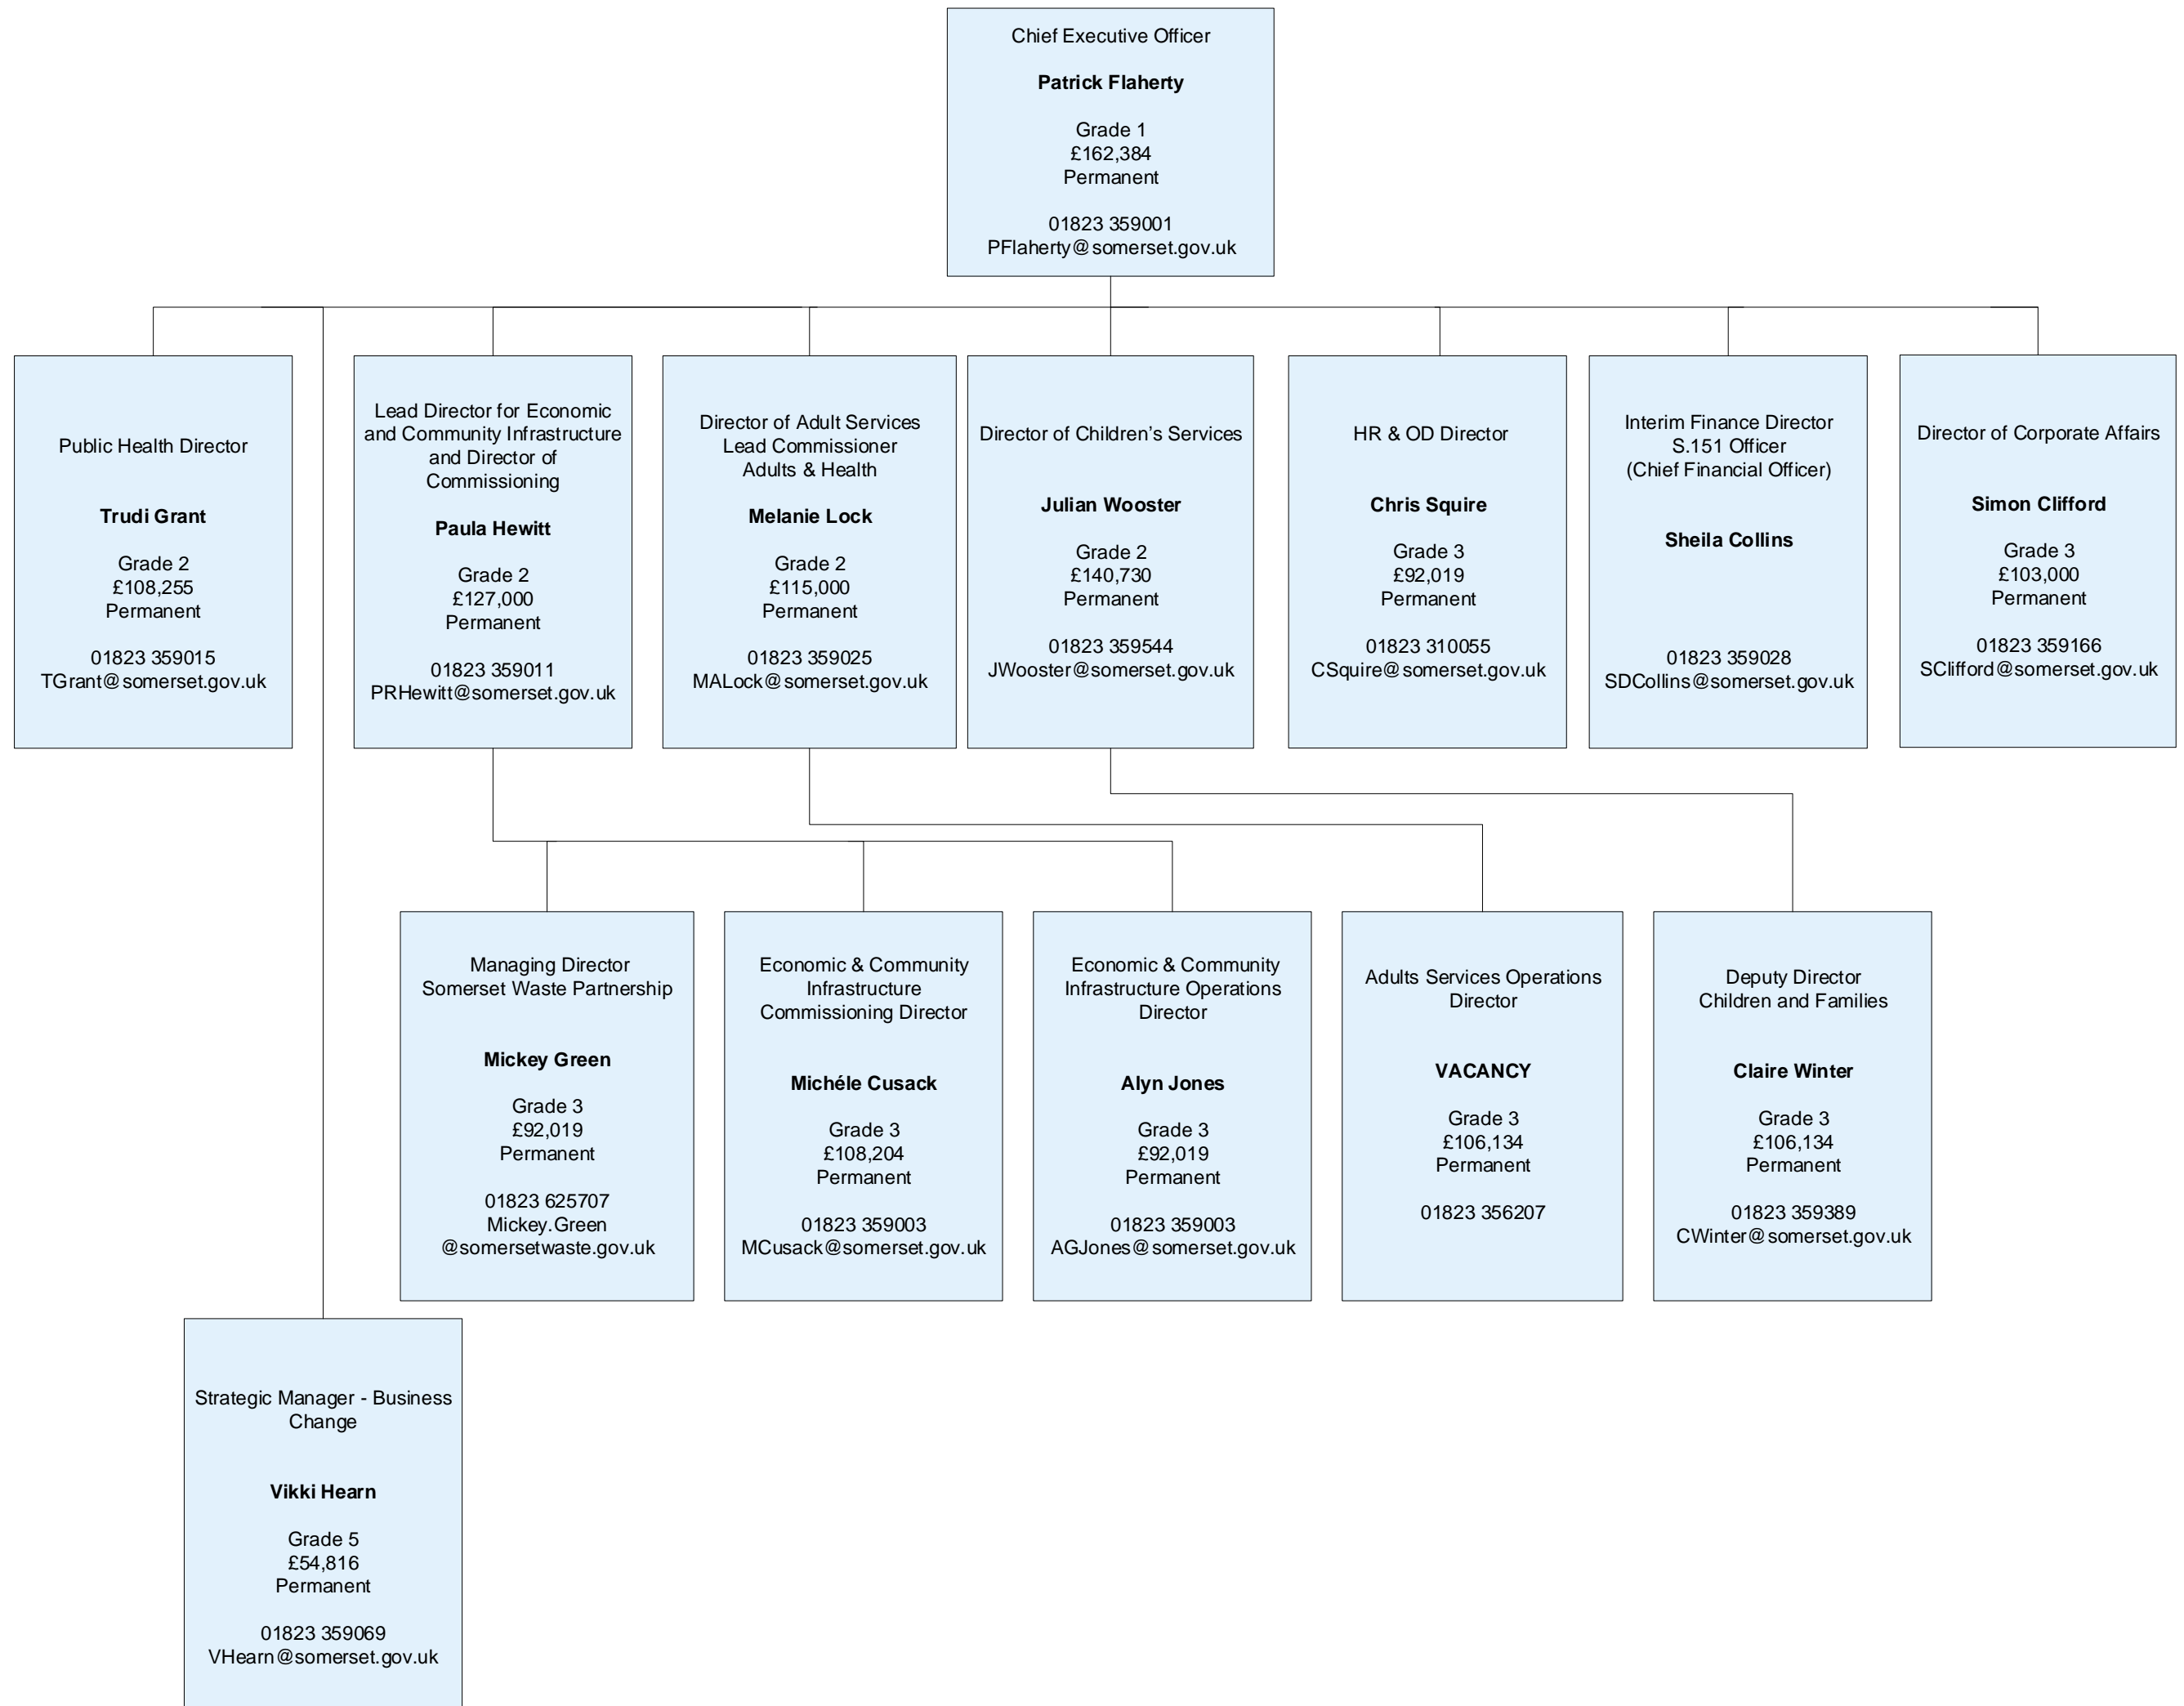 Chief Executive Officer
Patrick Flaherty
Grade 1
£162,384
Permanent
01823 359001
PFlaherty@somerset.gov.uk
Public Health Director
Trudi Grant
Grade 2
£108,255
Permanent
01823 359015
TGrant@somerset.gov.uk
Lead Director for Economic
and Community Infrastructure
and Director of
Commissioning
Paula Hewitt
Grade 2
£127,000
Permanent
01823 359011
PRHewitt@somerset.gov.uk
Director of Adult Services
Lead Commissioner
Adults & Health
Melanie Lock
Grade 2
£115,000
Permanent
01823 359025
MALock@somerset.gov.uk
Director of Children's Services
Julian Wooster
Grade 2
£140,730
Permanent
01823 359544
JWooster@somerset.gov.uk
HR & OD Director
Chris Squire
Grade 3
£92,019
Permanent
01823 310055
CSquire@somerset.gov.uk
Interim Finance Director
S.151 Officer
(Chief Financial Officer)
Sheila Collins
01823 359028
SDCollins@somerset.gov.uk
Director of Corporate Affairs
Simon Clifford
Grade 3
£103,000
Permanent
01823 359166
SClifford@somerset.gov.uk
Managing Director
Somerset Waste Partnership
Mickey Green
Grade 3
£92,019
Permanent
01823 625707
Mickey.Green
@somersetwaste.gov.uk
Economic & Community
Infrastructure
Commissioning Director
Michéle Cusack
Grade 3
£108,204
Permanent
01823 359003
MCusack@somerset.gov.uk
Economic & Community
Infrastructure Operations
Director
Alyn Jones
Grade 3
£92,019
Permanent
01823 359003
AGJones@somerset.gov.uk
Adults Services Operations
Director
VACANCY
Grade 3
£106,134
Permanent
01823 356207
Deputy Director
Children and Families
Claire Winter
Grade 3
£106,134
Permanent
01823 359389
CWinter@somerset.gov.uk
Strategic Manager - Business
Change
Vikki Hearn
Grade 5
£54,816
Permanent
01823 359069
VHearn@somerset.gov.uk